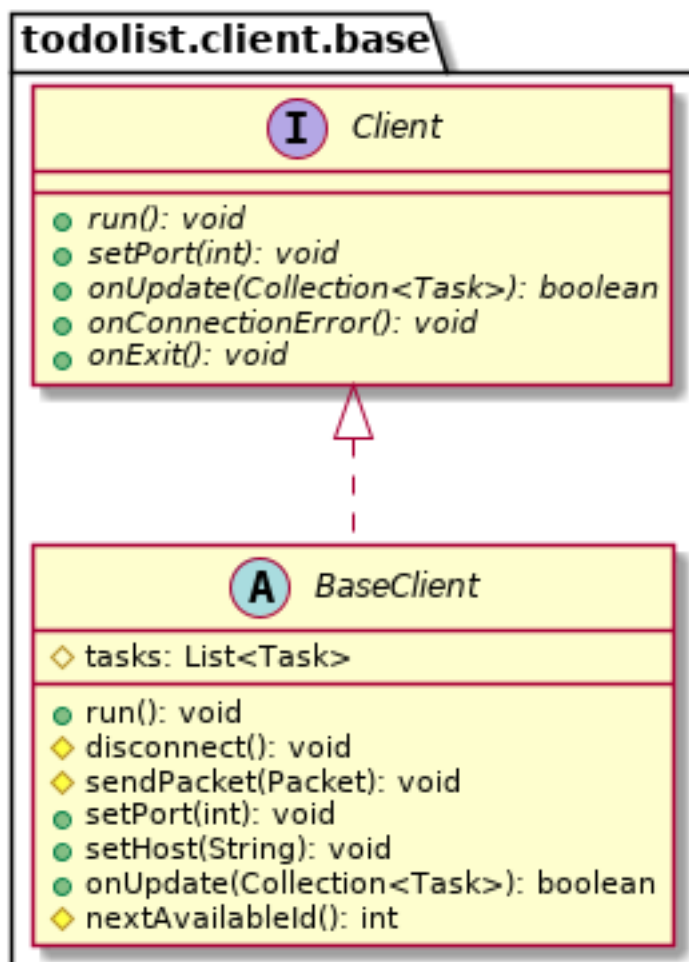 todolist.client.base
I Client
run(): void
setPort(int): void
onUpdate(Collection<Task>): boolean
onConnectionError(): void
onExit(): void
A BaseClient
tasks: List<Task>
run(): void
disconnect(): void
sendPacket(Packet): void
setPort(int): void
setHost(String): void
onUpdate(Collection<Task>): boolean
nextAvailableId(): int